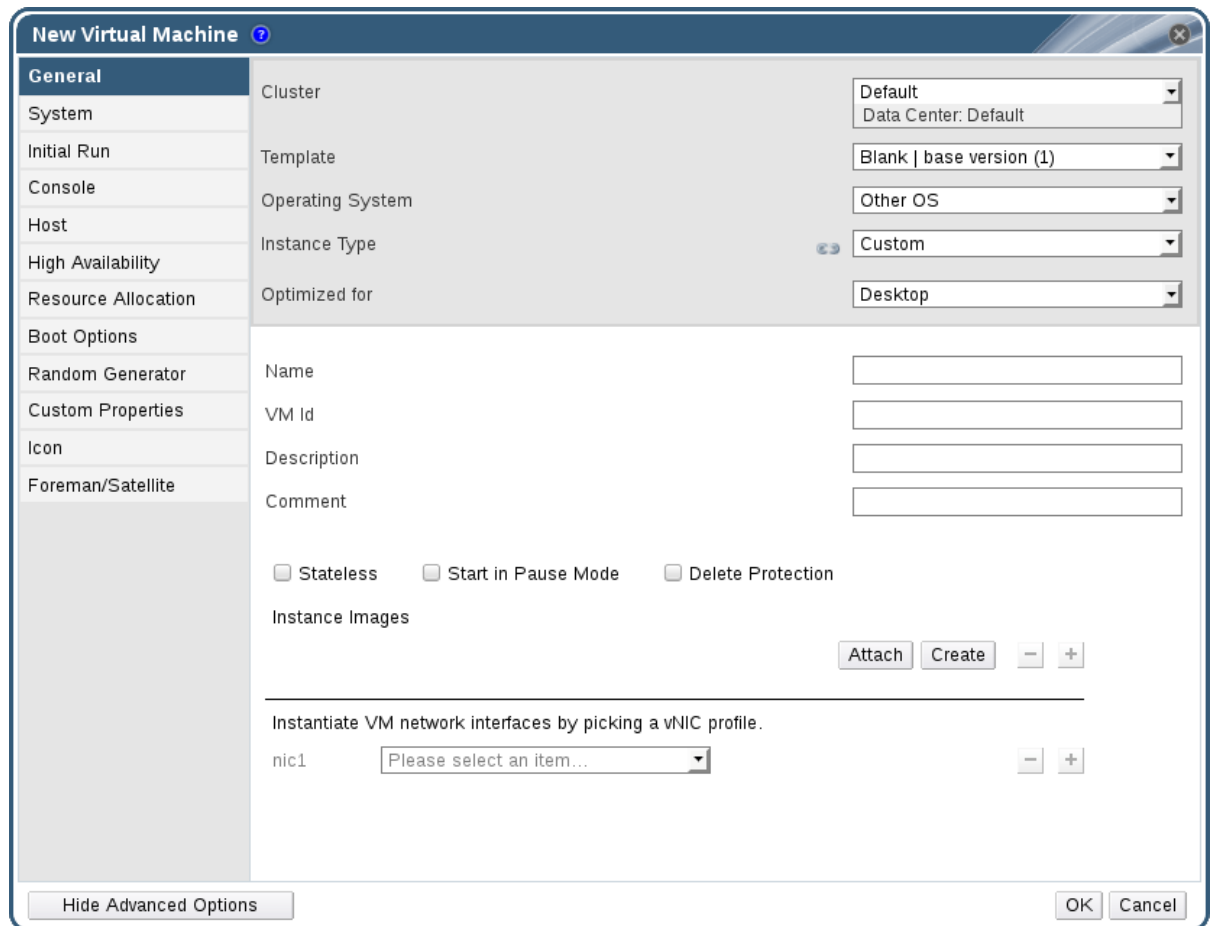 New Virtual Machine ?
General
System
Initial Run
Console
Host
High Availability
Resource Allocation
Boot Options
Random Generator
Custom Properties
Icon
Foreman/Satellite
Cluster Default
Data Center: Default
Template Blank | base version (1)
Operating System Other OS
Instance Type Custom
Optimized for Desktop
Name
VM Id
Description
Comment
Stateless Start in Pause Mode Delete Protection
Instance Images
Attach Create − +
Instantiate VM network interfaces by picking a vNIC profile.
nic1 Please select an item... − +
Hide Advanced Options OK Cancel